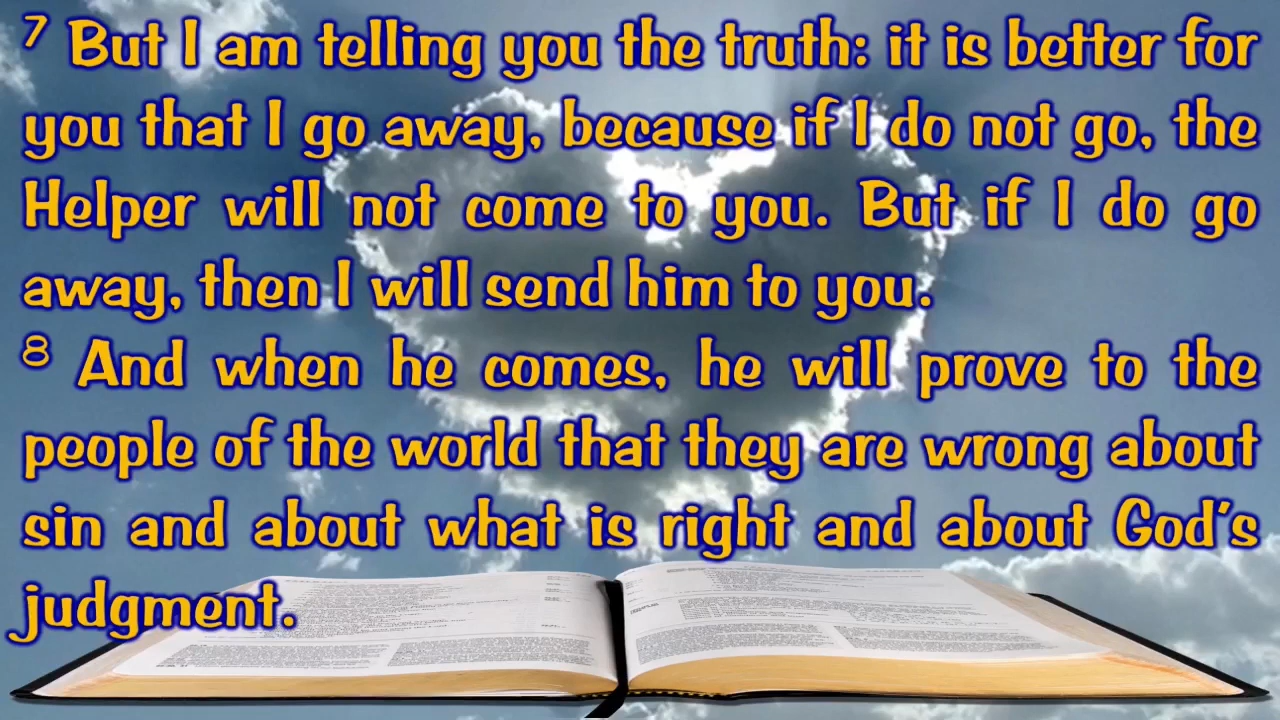 7 But I am telling you the truth: it is better for
you that I go away, because if I do not go, the
Helper will not come to you. But if I do go
away, then I will send him to you.
8 And when he comes, he will prove to the
people of the world that they are wrong about
sin and about what is right and about God's
judgment.